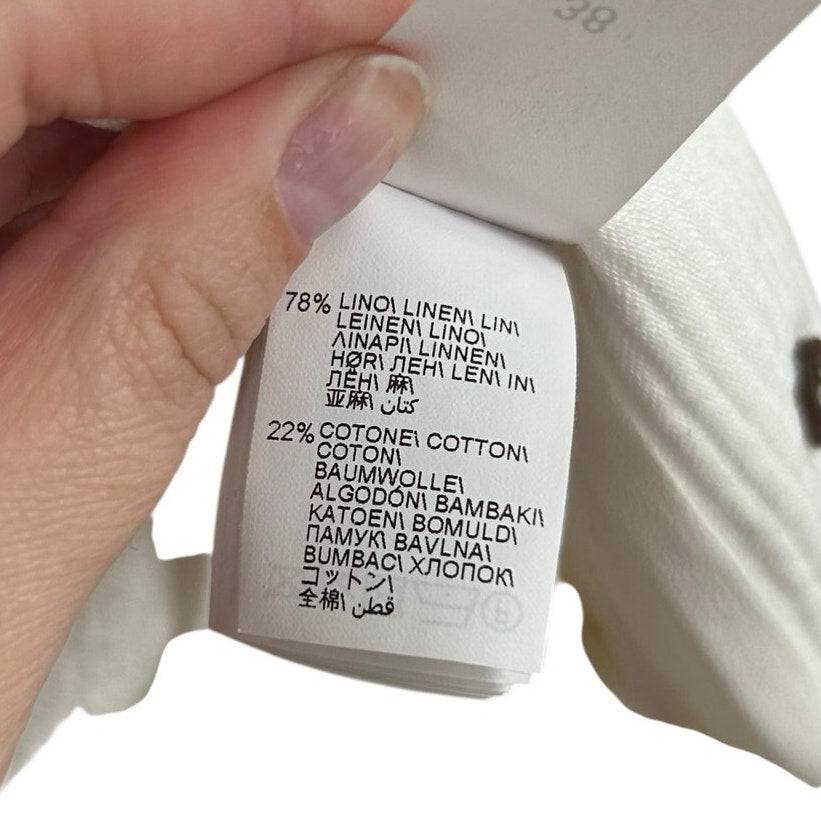 38
78% LINO\ LINEN\ LIN\
LEINEN\ LINO\
ΛΙΝΑΡΙ\ LINNEN\
HØR\ ЛЕН\ LEN\ IN\
ЛЁН\ 麻\
亚麻\ كتان
22% COTONE\ COTTON\
COTON\
BAUMWOLLE\
ALGODÓN\ BAMBAKI\
KATOEN\ BOMULD\
ПАМУК\ BAVLNA\
BUMBAC\ ХЛОПОК\
コットン\
全棉\ قطن